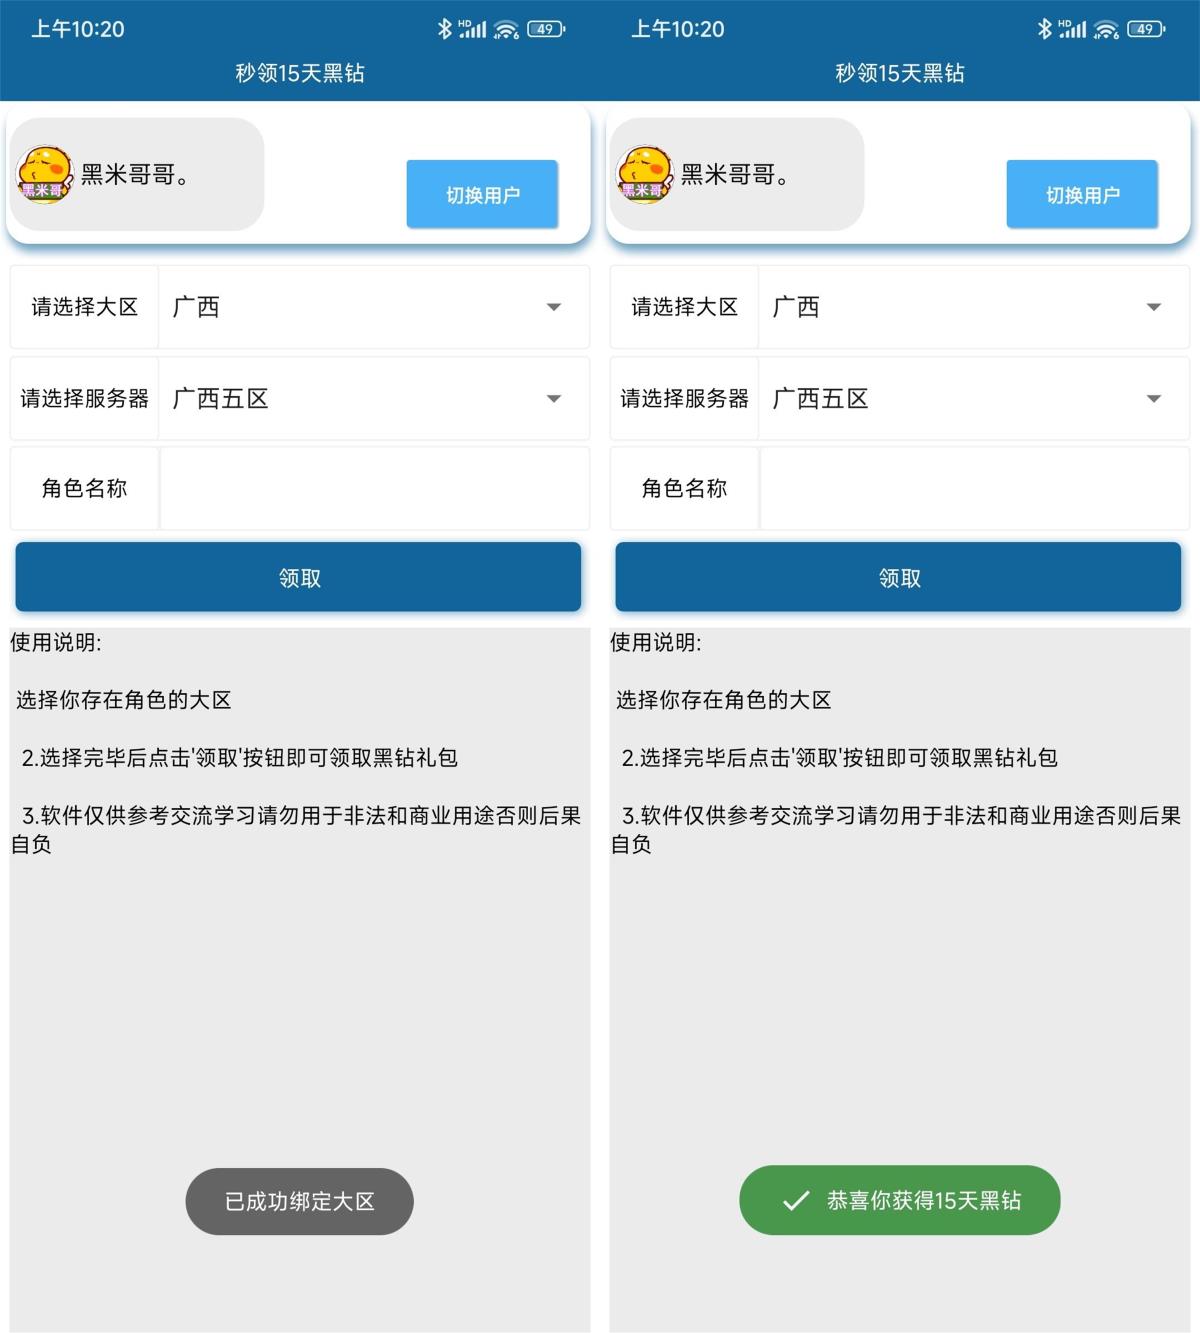 上午10:20
HD
6
49
秒领15天黑钻
黑米哥
黑米哥哥。
切换用户
请选择大区
广西
请选择服务器
广西五区
角色名称
领取
使用说明:
选择你存在角色的大区
2.选择完毕后点击'领取'按钮即可领取黑钻礼包
3.软件仅供参考交流学习请勿用于非法和商业用途否则后果
自负
已成功绑定大区
上午10:20
HD
6
49
秒领15天黑钻
黑米哥
黑米哥哥。
切换用户
请选择大区
广西
请选择服务器
广西五区
角色名称
领取
使用说明:
选择你存在角色的大区
2.选择完毕后点击'领取'按钮即可领取黑钻礼包
3.软件仅供参考交流学习请勿用于非法和商业用途否则后果
自负
恭喜你获得15天黑钻